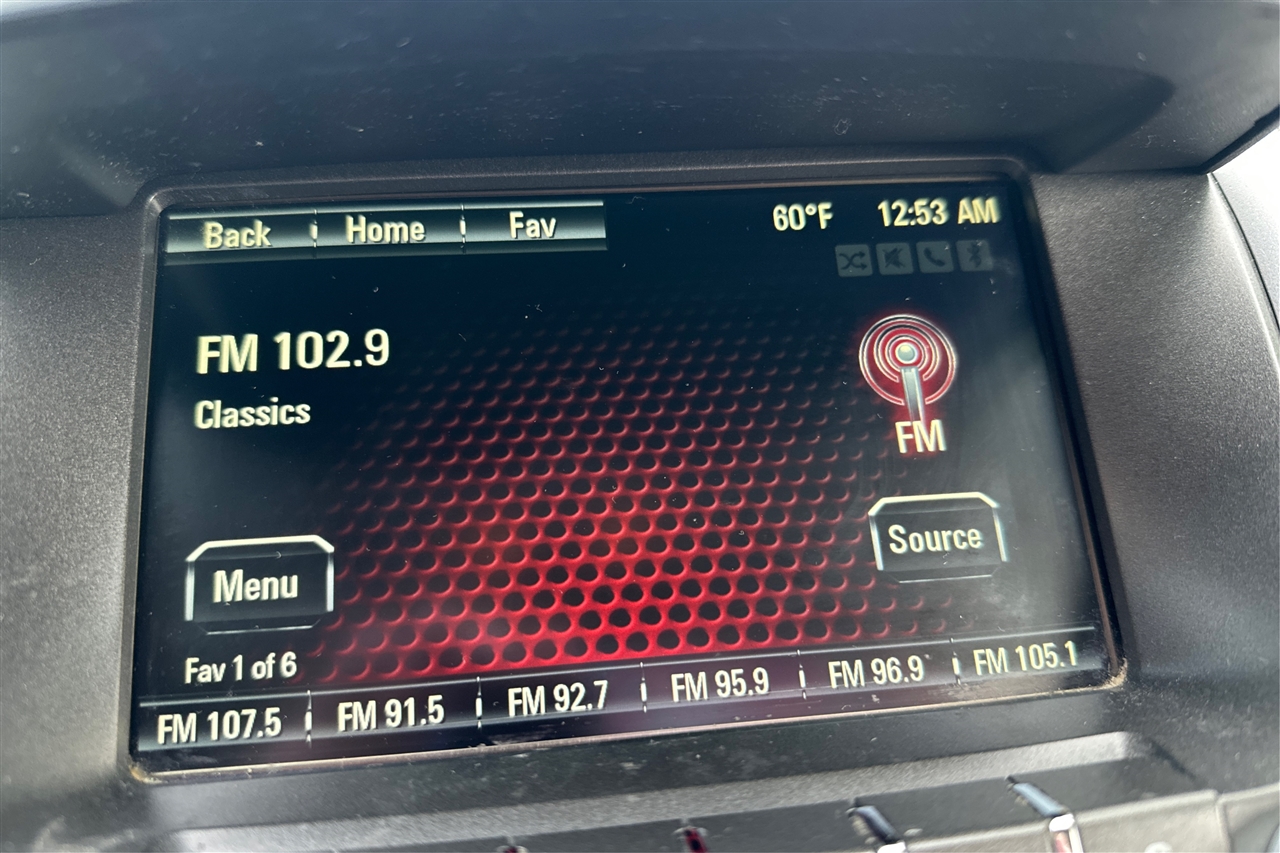 Back Home Fav 60°F 12:53 AM
FM 102.9
Classics
FM
Source
Menu
Fav 1 of 6
FM 107.5 FM 91.5 FM 92.7 FM 95.9 FM 96.9 FM 105.1